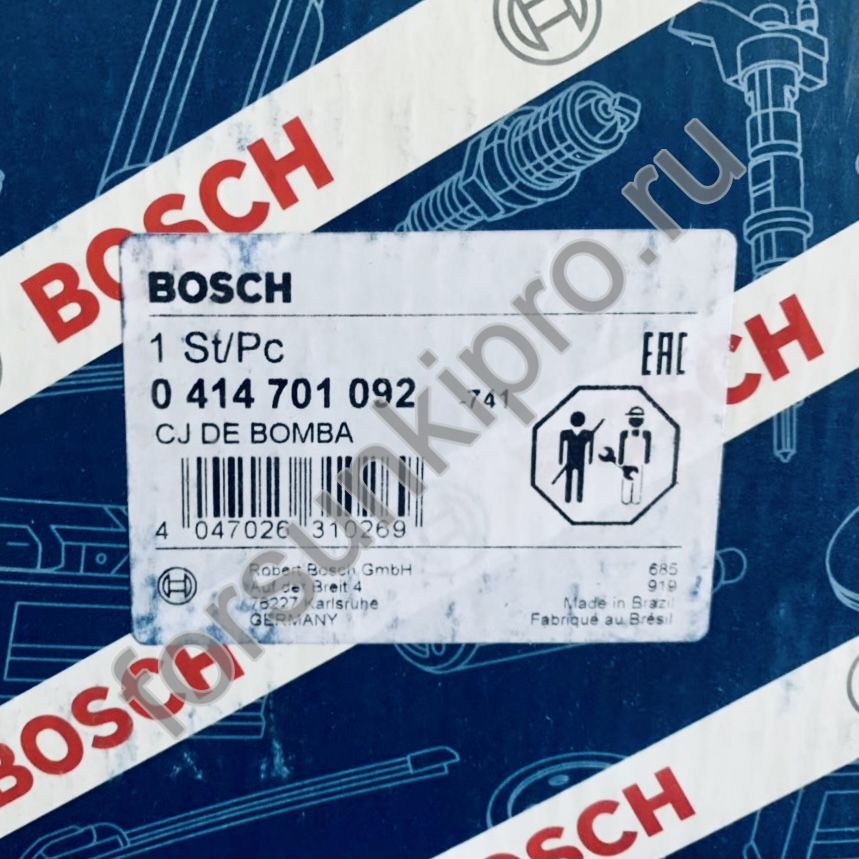 BOSCH
BOSCH
BOSCH
1 St/Pc
EAC
0 414 701 092 -741
CJ DE BOMBA
4 047026 310269
Robert Bosch GmbH
Auf der Breit 4
76227 Karlsruhe
GERMANY
685
919
Made in Brazil
Fabriqué au Brésil
BOSCH
BOSCH
forsunkipro.ru